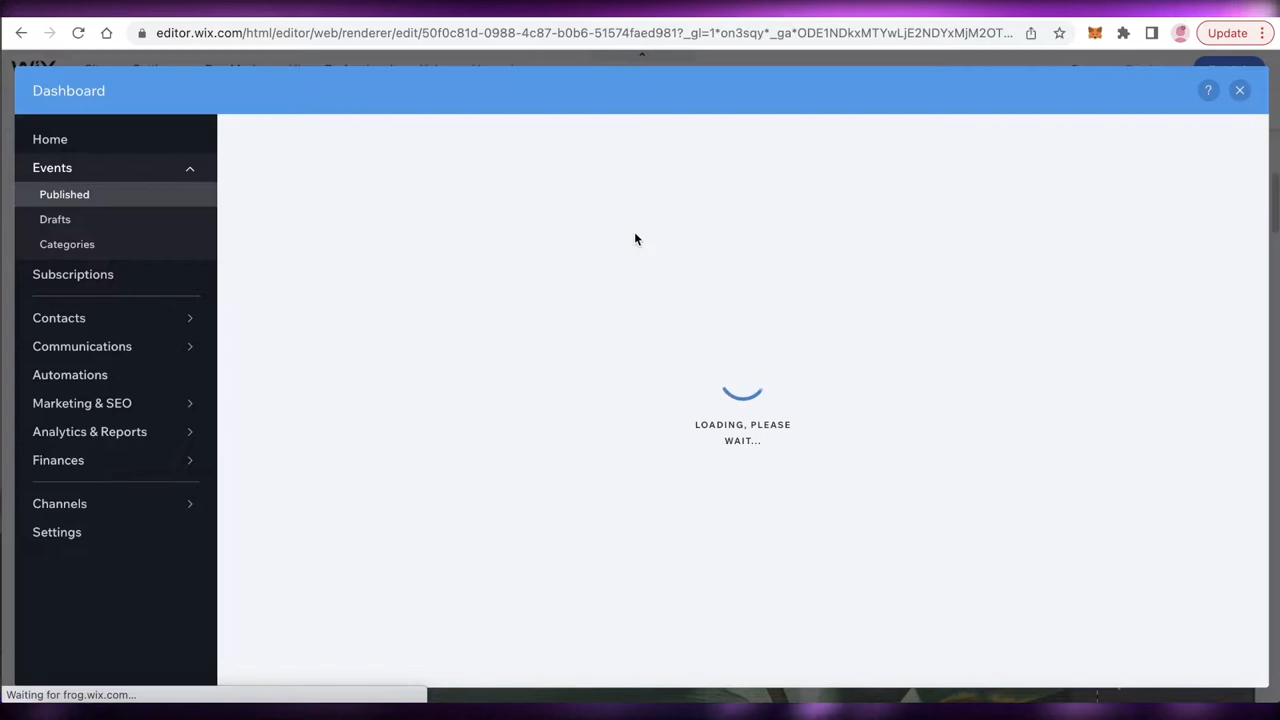 editor.wix.com/html/editor/web/renderer/edit/50f0c81d-0988-4c87-b0b6-51574faed981?_gl=1*on3sqy*_ga*ODE1NDkxMTYwLjE2NDYxMjM2OT...
Update
Dashboard
?
Home
Events
Published
Drafts
Categories
Subscriptions
Contacts
Communications
Automations
Marketing & SEO
Analytics & Reports
Finances
Channels
Settings
LOADING, PLEASE
WAIT...
Waiting for frog.wix.com...